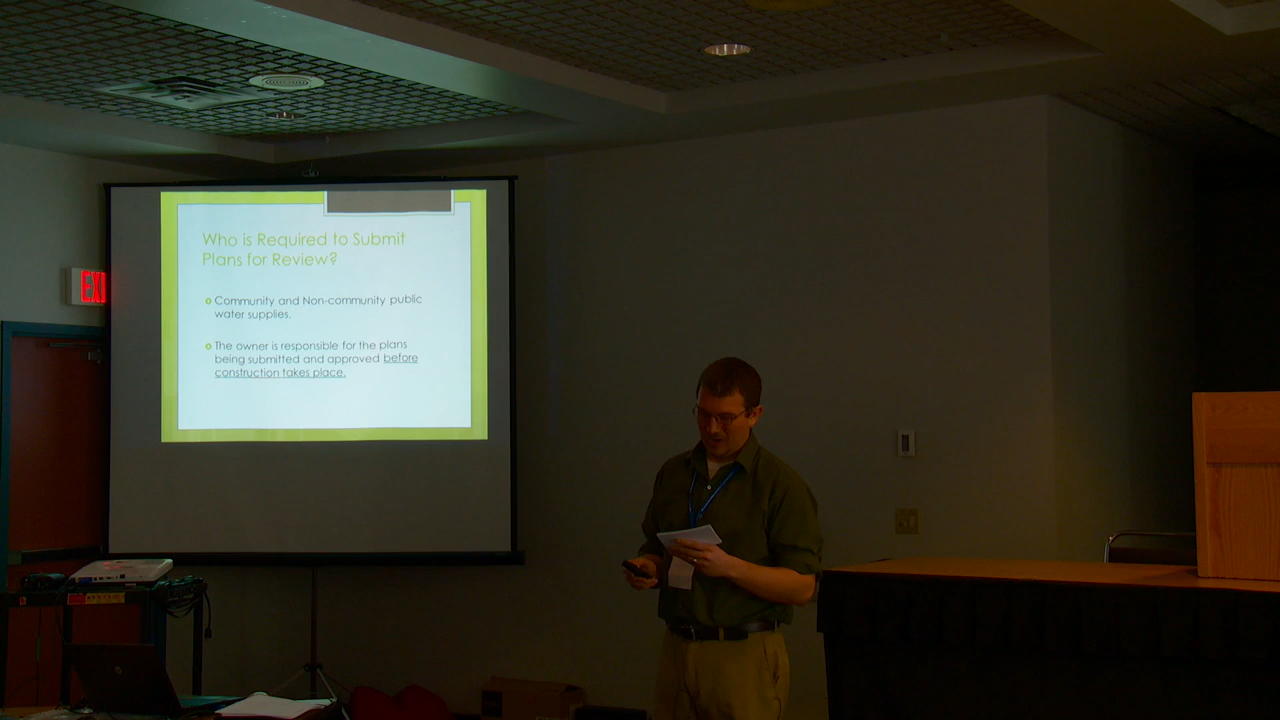 Who is Required to Submit
Plans for Review?
Community and Non-community public
water supplies.
The owner is responsible for the plans
being submitted and approved before
construction takes place.
EXI